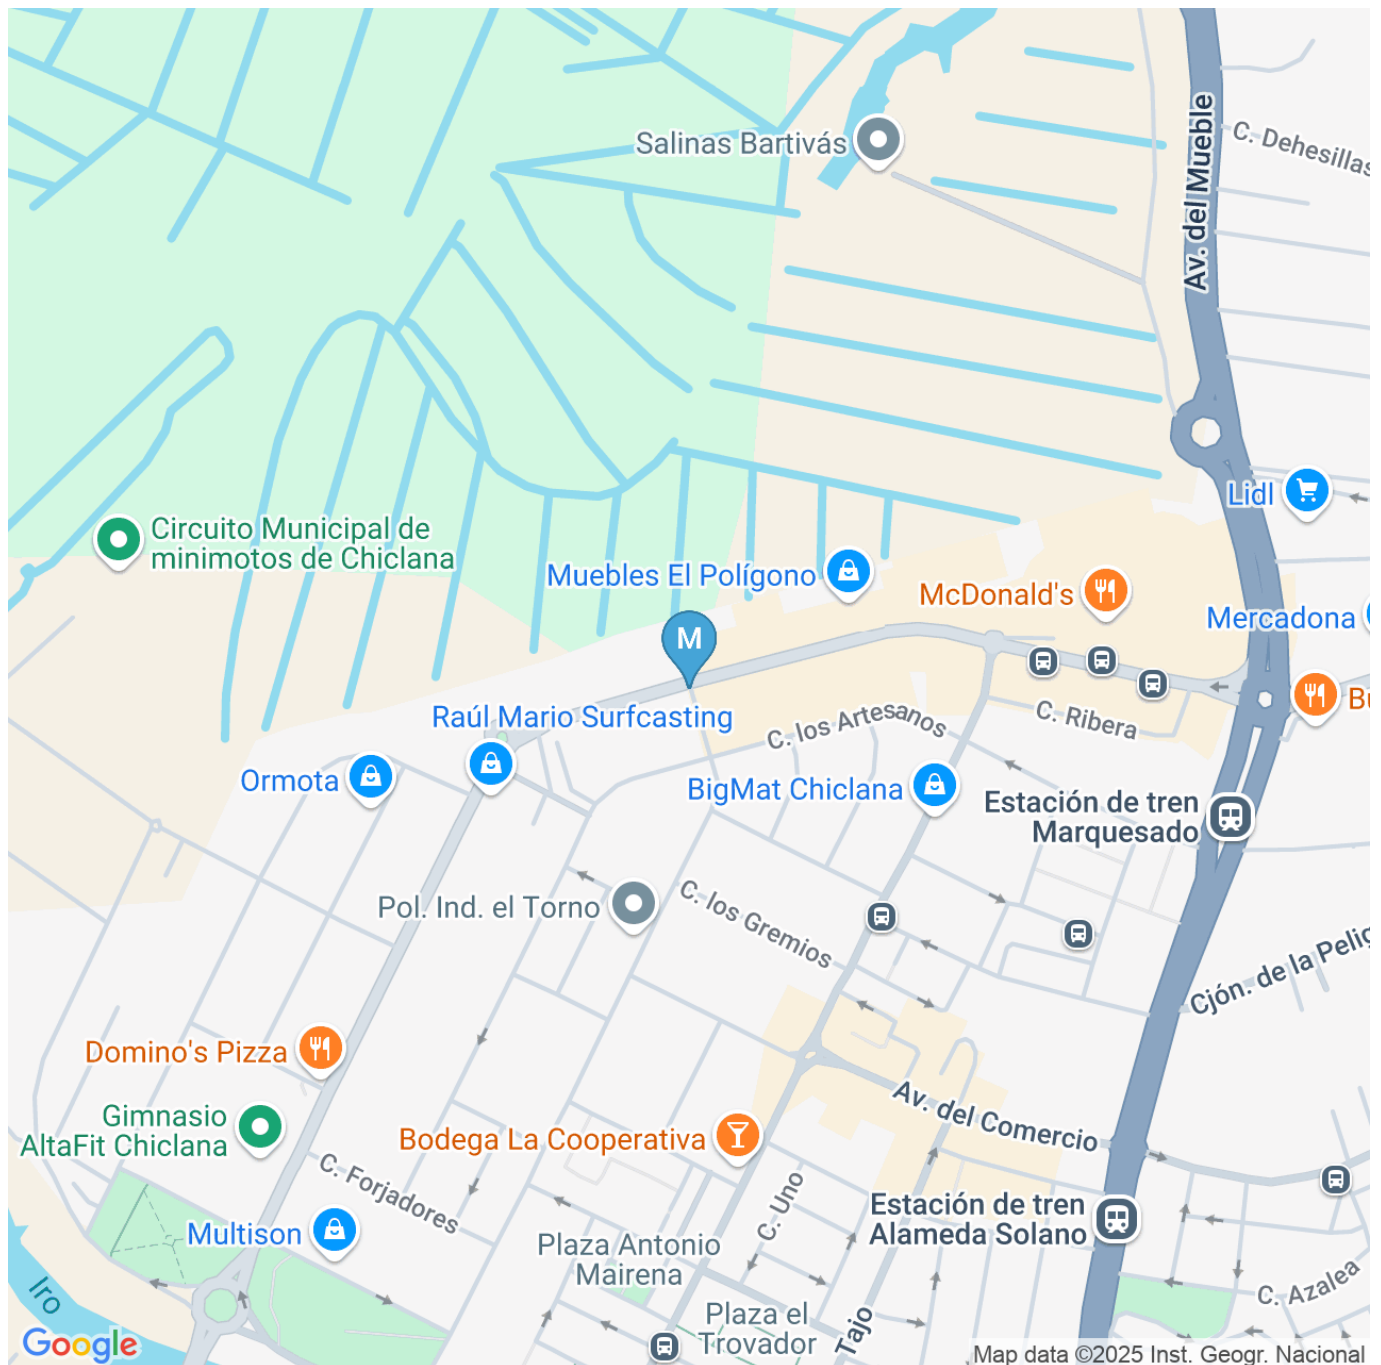 Av. del Mueble
C. Dehesillas
Salinas Bartivás
Lidl
Circuito Municipal de
minimotos de Chiclana
Muebles El Polígono
McDonald's
Mercadona
M
Bu
Raúl Mario Surfcasting
C. los Artesanos
C. Ribera
Ormota
BigMat Chiclana
Estación de tren
Marquesado
Pol. Ind. el Torno
C. los Gremios
Cjón. de la Pelig
Domino's Pizza
Av. del Comercio
Gimnasio
AltaFit Chiclana
Bodega La Cooperativa
C. Forjadores
C. Uno
Estación de tren
Alameda Solano
Multison
Plaza Antonio
Mairena
Iro
C. Azalea
Plaza el
Trovador
Tajo
Google
Map data ©2025 Inst. Geogr. Nacional